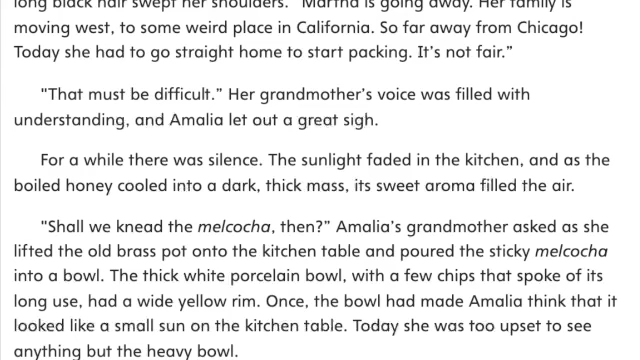 long black hair swept her shoulders. "Martha is going away. Her family is
moving west, to some weird place in California. So far away from Chicago!
Today she had to go straight home to start packing. It's not fair."
"That must be difficult." Her grandmother's voice was filled with
understanding, and Amalia let out a great sigh.
For a while there was silence. The sunlight faded in the kitchen, and as the
boiled honey cooled into a dark, thick mass, its sweet aroma filled the air.
"Shall we knead the melcocha, then?" Amalia's grandmother asked as she
lifted the old brass pot onto the kitchen table and poured the sticky melcocha
into a bowl. The thick white porcelain bowl, with a few chips that spoke of its
long use, had a wide yellow rim. Once, the bowl had made Amalia think that it
looked like a small sun on the kitchen table. Today she was too upset to see
anything but the heavy bowl.